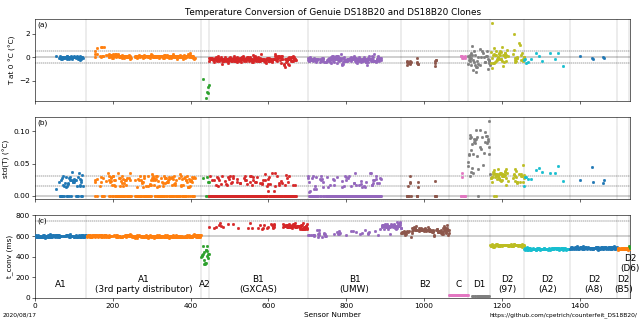 Temperature Conversion of Genuie DS18B20 and DS18B20 Clones
(a)
T at 0 °C (°C)
2
0
−2
(b)
std(T) (°C)
0.10
0.05
0.00
(c)
t_conv (ms)
800
600
400
200
0
A1
A1
(3rd party distributor)
A2
B1
(GXCAS)
B1
(UMW)
B2
C
D1
D2
(97)
D2
(A2)
D2
(A8)
D2
(B5)
D2
(D6)
0 200 400 600 800 1000 1200 1400
2020/08/17
Sensor Number
https://github.com/cpetrich/counterfeit_DS18B20/